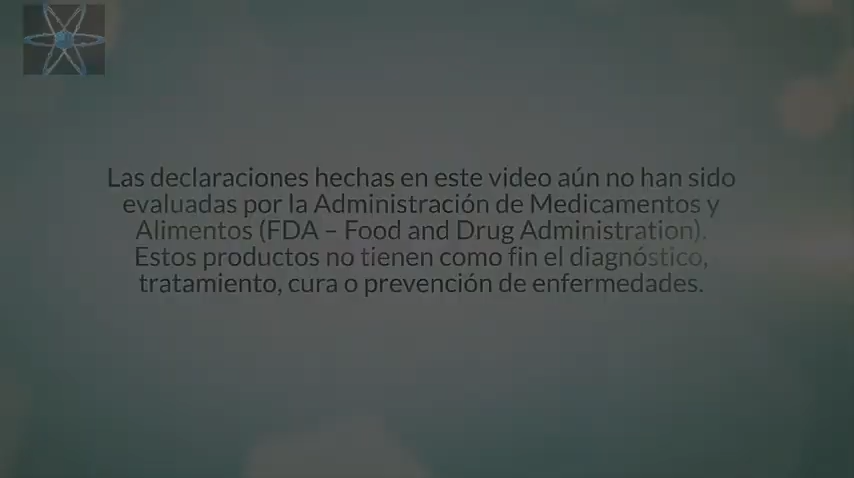 Las declaraciones hechas en este video aún no han sido
evaluadas por la Administración de Medicamentos y
Alimentos (FDA – Food and Drug Administration).
Estos productos no tienen como fin el diagnóstico,
tratamiento, cura o prevención de enfermedades.